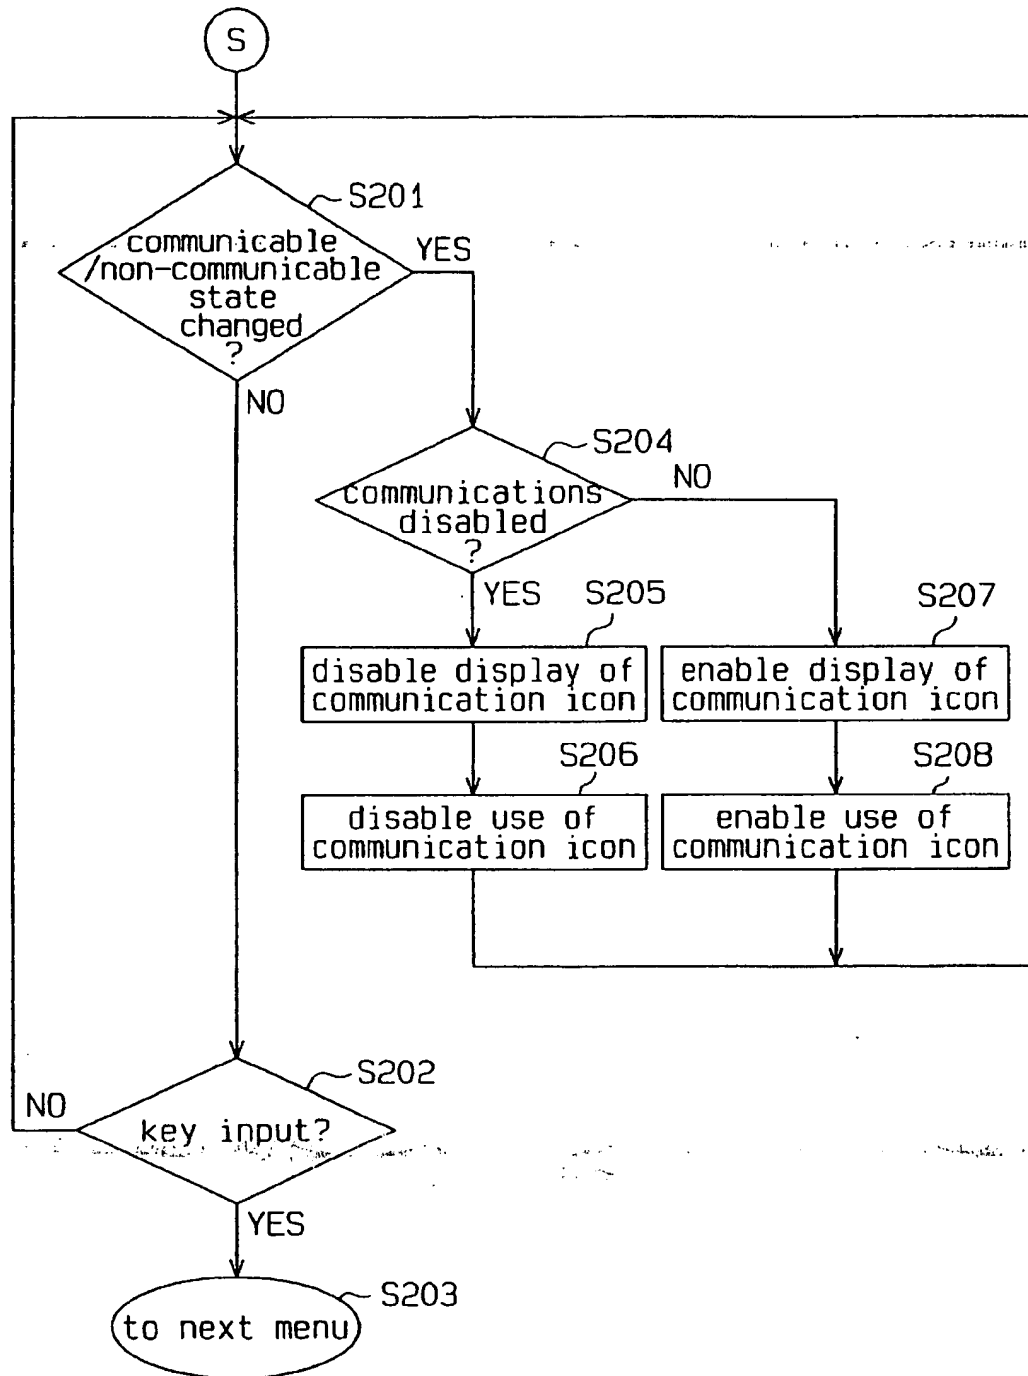 S
S201
communicable
/non-communicable
state
changed
?
YES
NO
S204
communications
disabled
?
NO
YES
S205
disable display of
communication icon
S207
enable display of
communication icon
S206
disable use of
communication icon
S208
enable use of
communication icon
S202
NO
key input?
YES
S203
to next menu